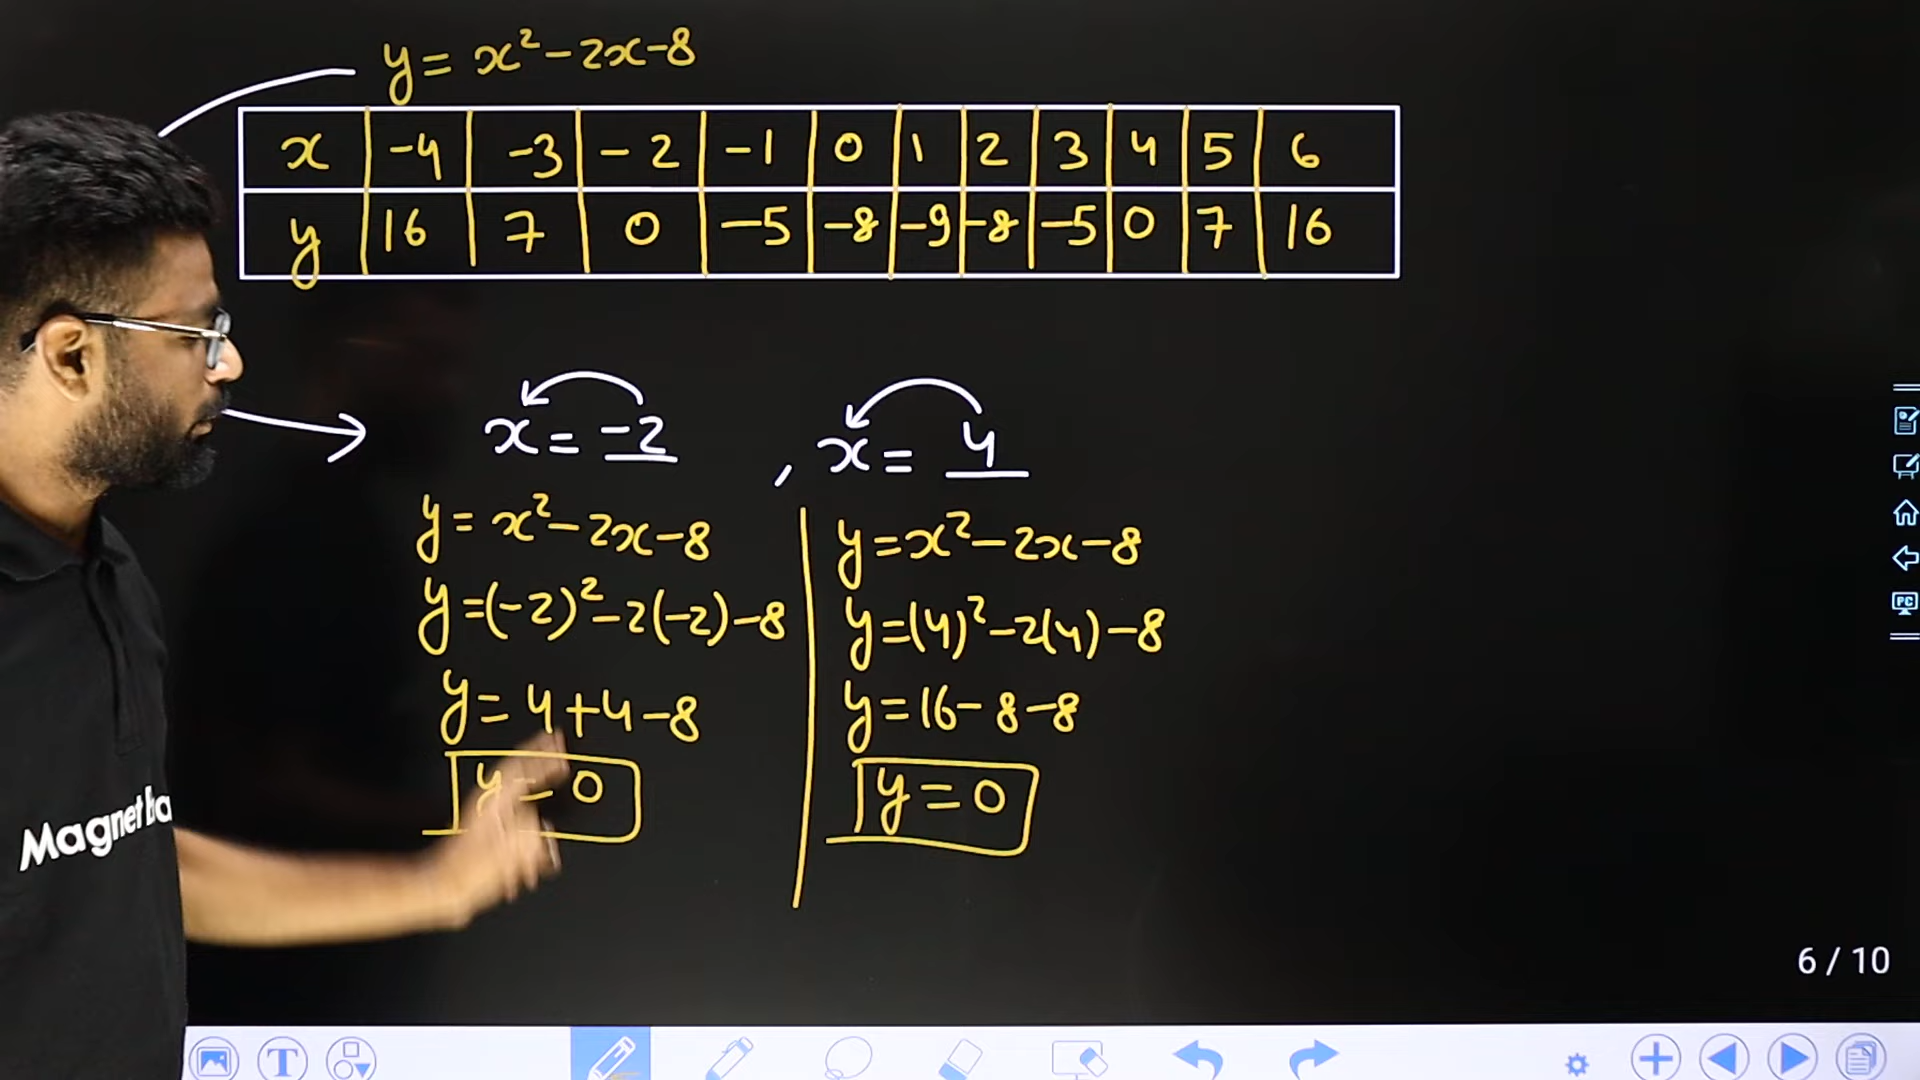 y = x² - 2x - 8
x -4 -3 -2 -1 0 1 2 3 4 5 6
y 16 7 0 -5 -8 -9 -8 -5 0 7 16
x = -2 , x = 4
y = x² - 2x - 8
y = (-2)² - 2(-2) - 8
y = 4 + 4 - 8
y = 0
y = x² - 2x - 8
y = (4)² - 2(4) - 8
y = 16 - 8 - 8
y = 0
6 / 10
T
PC